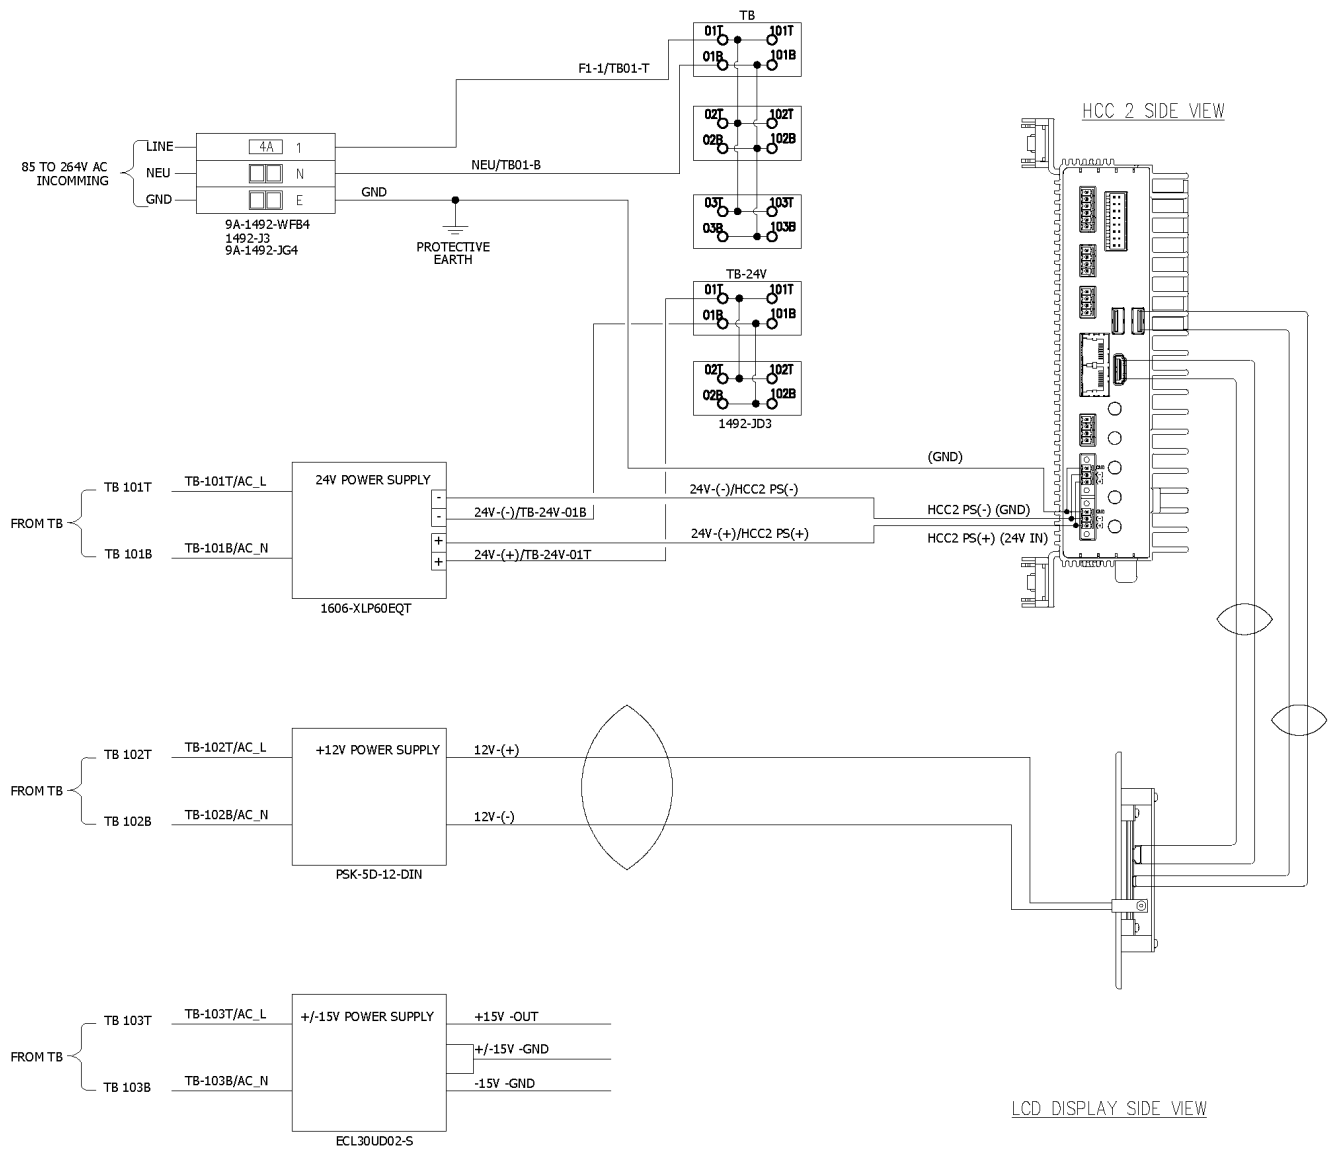 TB
01T 101T
01B 101B
F1-1/TB01-T
02T 102T
02B 102B
HCC 2 SIDE VIEW
LINE 4A 1
85 TO 264V AC
INCOMMING
NEU N
NEU/TB01-B
GND E
GND
9A-1492-WFB4
1492-J3
9A-1492-JG4
PROTECTIVE
EARTH
03T 103T
03B 103B
TB-24V
01T 101T
01B 101B
02T 102T
02B 102B
1492-JD3
(GND)
FROM TB
TB 101T
TB-101T/AC_L
TB 101B
TB-101B/AC_N
24V POWER SUPPLY
-
-
+
+
1606-XLP60EQT
24V-(-)/HCC2 PS(-)
24V-(-)/TB-24V-01B
24V-(+)/HCC2 PS(+)
24V-(+)/TB-24V-01T
HCC2 PS(-) (GND)
HCC2 PS(+) (24V IN)
FROM TB
TB 102T
TB-102T/AC_L
TB 102B
TB-102B/AC_N
+12V POWER SUPPLY
PSK-5D-12-DIN
12V-(+)
12V-(-)
FROM TB
TB 103T
TB-103T/AC_L
TB 103B
TB-103B/AC_N
+/-15V POWER SUPPLY
ECL30UD02-S
+15V -OUT
+/-15V -GND
-15V -GND
LCD DISPLAY SIDE VIEW